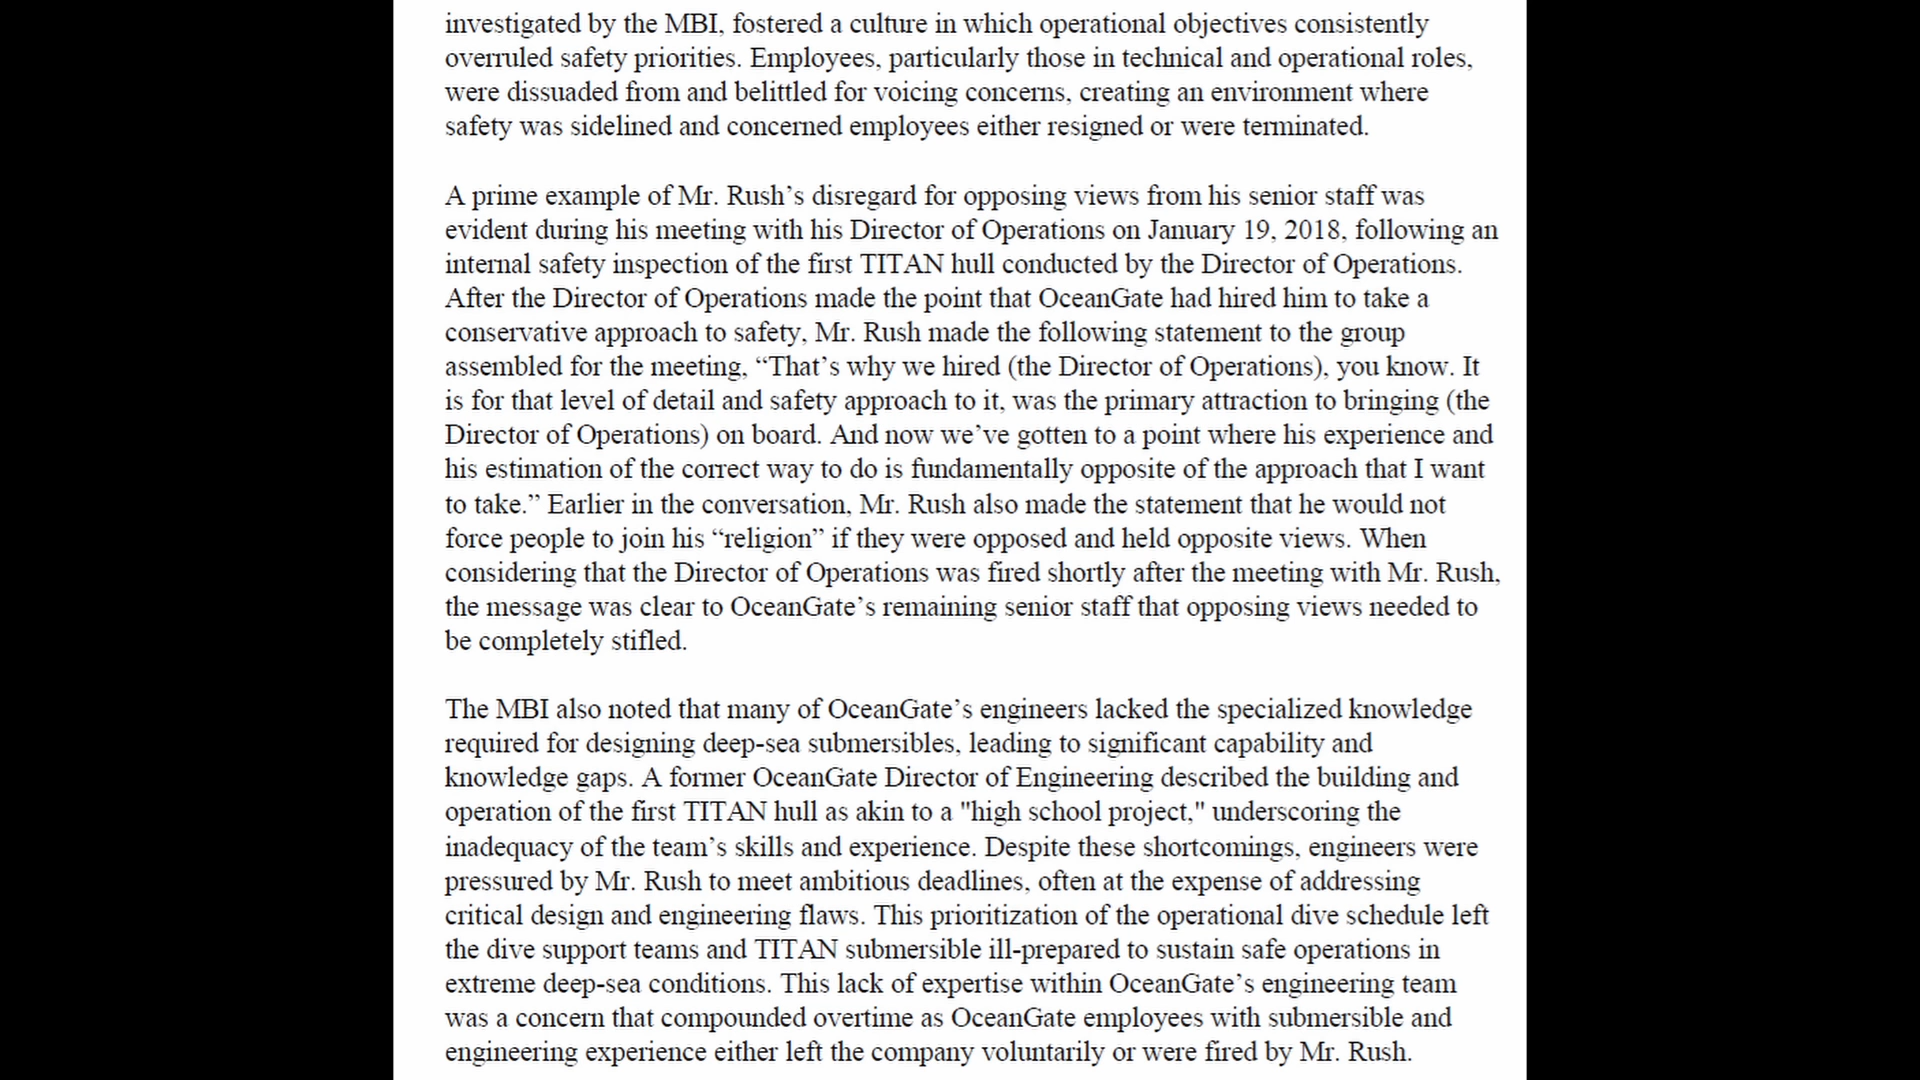 investigated by the MBI, fostered a culture in which operational objectives consistently
overruled safety priorities. Employees, particularly those in technical and operational roles,
were dissuaded from and belittled for voicing concerns, creating an environment where
safety was sidelined and concerned employees either resigned or were terminated.
A prime example of Mr. Rush’s disregard for opposing views from his senior staff was
evident during his meeting with his Director of Operations on January 19, 2018, following an
internal safety inspection of the first TITAN hull conducted by the Director of Operations.
After the Director of Operations made the point that OceanGate had hired him to take a
conservative approach to safety, Mr. Rush made the following statement to the group
assembled for the meeting, “That’s why we hired (the Director of Operations), you know. It
is for that level of detail and safety approach to it, was the primary attraction to bringing (the
Director of Operations) on board. And now we’ve gotten to a point where his experience and
his estimation of the correct way to do is fundamentally opposite of the approach that I want
to take.” Earlier in the conversation, Mr. Rush also made the statement that he would not
force people to join his “religion” if they were opposed and held opposite views. When
considering that the Director of Operations was fired shortly after the meeting with Mr. Rush,
the message was clear to OceanGate’s remaining senior staff that opposing views needed to
be completely stifled.
The MBI also noted that many of OceanGate’s engineers lacked the specialized knowledge
required for designing deep-sea submersibles, leading to significant capability and
knowledge gaps. A former OceanGate Director of Engineering described the building and
operation of the first TITAN hull as akin to a "high school project," underscoring the
inadequacy of the team’s skills and experience. Despite these shortcomings, engineers were
pressured by Mr. Rush to meet ambitious deadlines, often at the expense of addressing
critical design and engineering flaws. This prioritization of the operational dive schedule left
the dive support teams and TITAN submersible ill-prepared to sustain safe operations in
extreme deep-sea conditions. This lack of expertise within OceanGate’s engineering team
was a concern that compounded overtime as OceanGate employees with submersible and
engineering experience either left the company voluntarily or were fired by Mr. Rush.